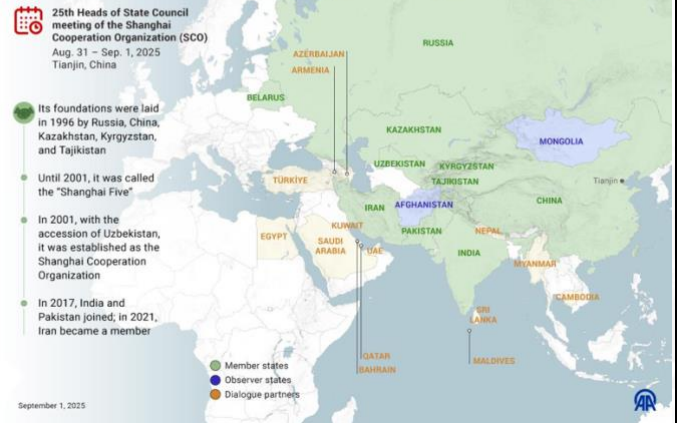 25th Heads of State Council
meeting of the Shanghai
Cooperation Organization (SCO)
Aug. 31 – Sep. 1, 2025
Tianjin, China
Its foundations were laid
in 1996 by Russia, China,
Kazakhstan, Kyrgyzstan,
and Tajikistan
Until 2001, it was called
the "Shanghai Five"
In 2001, with the
accession of Uzbekistan,
it was established as the
Shanghai Cooperation
Organization
In 2017, India and
Pakistan joined; in 2021,
Iran became a member
September 1, 2025
RUSSIA
AZERBAIJAN
ARMENIA
BELARUS
KAZAKHSTAN
MONGOLIA
UZBEKISTAN
KYRGYZSTAN
TAJIKISTAN
Tianjin
TÜRKİYE
IRAN
AFGHANISTAN
CHINA
KUWAIT
PAKISTAN
NEPAL
EGYPT
SAUDI
ARABIA
UAE
INDIA
MYANMAR
CAMBODIA
SRI
LANKA
QATAR
BAHRAIN
MALDIVES
Member states
Observer states
Dialogue partners
AA